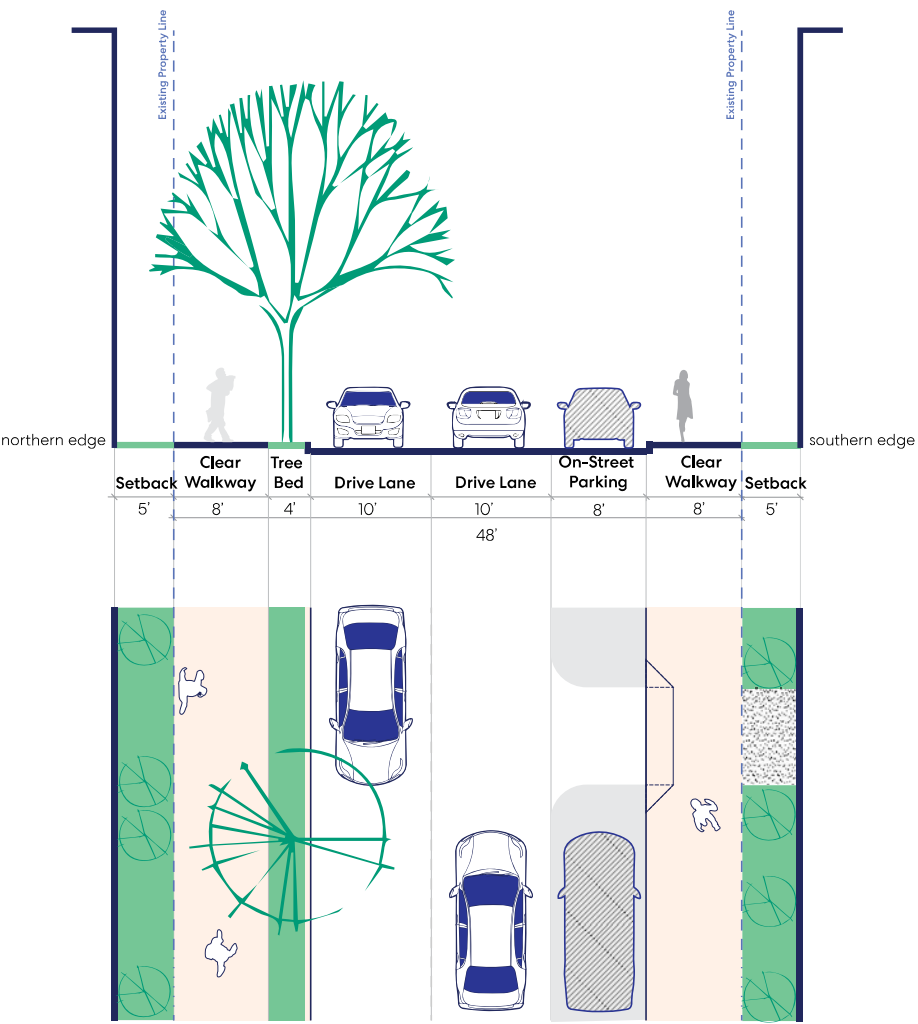 Existing Property Line
Existing Property Line
northern edge
southern edge
Setback
Clear
Walkway
Tree
Bed
Drive Lane
Drive Lane
On-Street
Parking
Clear
Walkway
Setback
5'
8'
4'
10'
10'
8'
8'
5'
48'